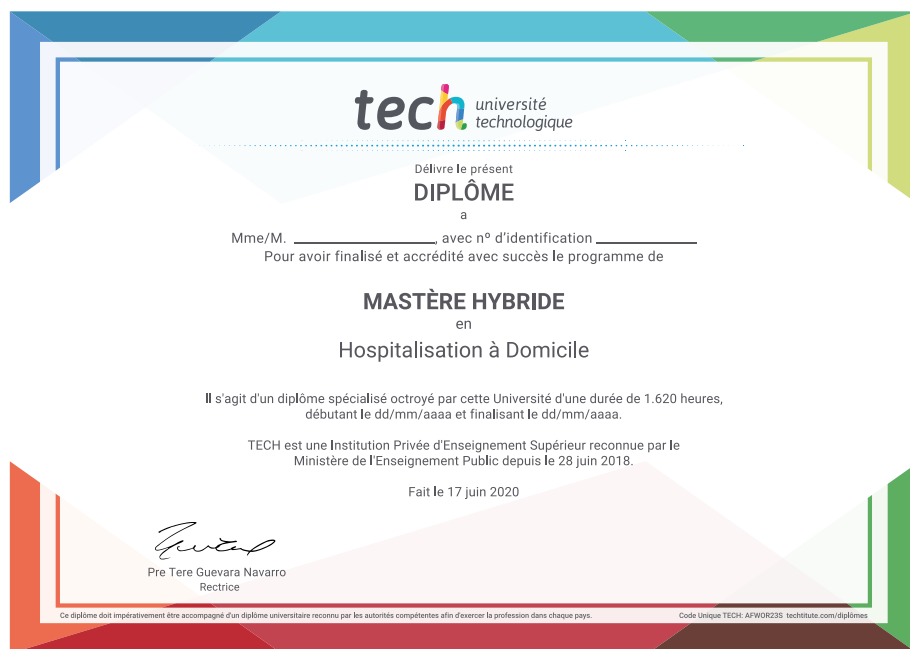 tech université
technologique
Délivre le présent
DIPLÔME
a
Mme/M. ____________________, avec nº d'identification ______________
Pour avoir finalisé et accrédité avec succès le programme de
MASTÈRE HYBRIDE
en
Hospitalisation à Domicile
Il s'agit d'un diplôme spécialisé octroyé par cette Université d'une durée de 1.620 heures,
débutant le dd/mm/aaaa et finalisant le dd/mm/aaaa.
TECH est une Institution Privée d'Enseignement Supérieur reconnue par le
Ministère de l'Enseignement Public depuis le 28 juin 2018.
Fait le 17 juin 2020
Pre Tere Guevara Navarro
Rectrice
Ce diplôme doit impérativement être accompagné d'un diplôme universitaire reconnu par les autorités compétentes afin d'exercer la profession dans chaque pays. Code Unique TECH: AFWOR23S techtitute.com/diplômes